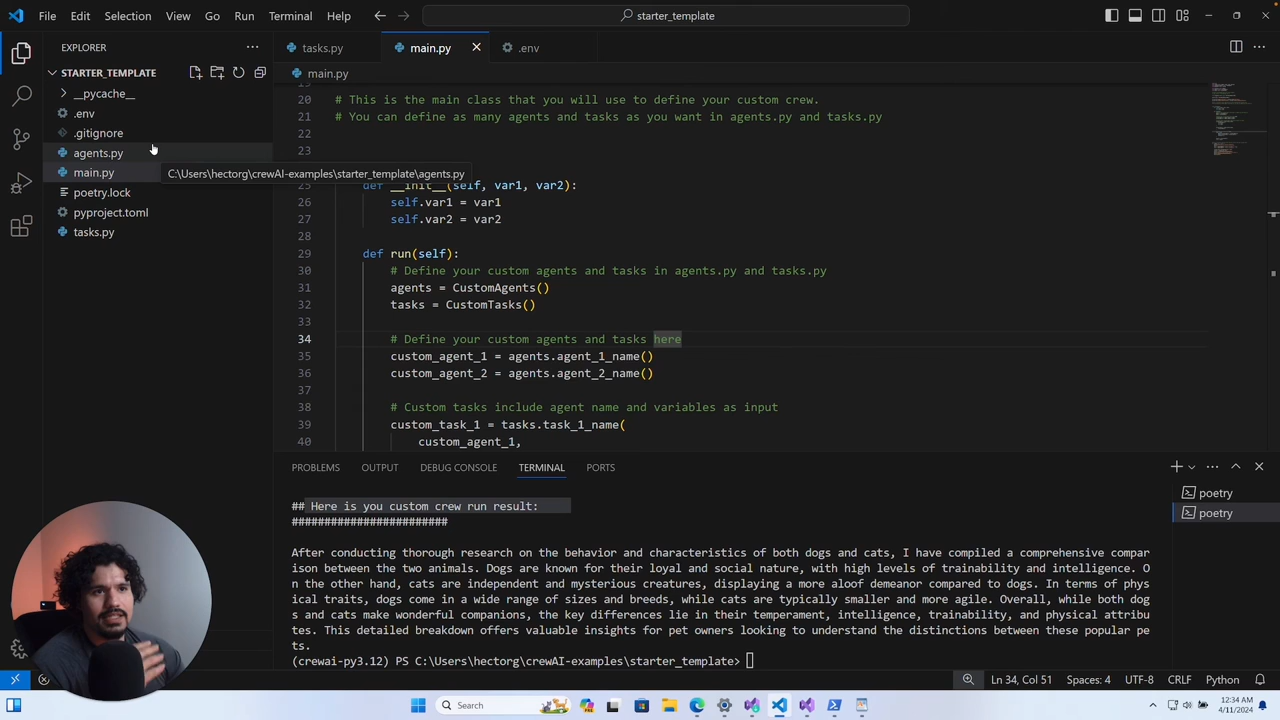 File Edit Selection View Go Run Terminal Help
starter_template
EXPLORER
STARTER_TEMPLATE
__pycache__
.env
.gitignore
agents.py
main.py
poetry.lock
pyproject.toml
tasks.py
C:\Users\hectorg\crewAI-examples\starter_template\agents.py
tasks.py main.py .env
main.py
20 # This is the main class that you will use to define your custom crew.
21 # You can define as many agents and tasks as you want in agents.py and tasks.py
22
23
25 def __init__(self, var1, var2):
26 self.var1 = var1
27 self.var2 = var2
28
29 def run(self):
30 # Define your custom agents and tasks in agents.py and tasks.py
31 agents = CustomAgents()
32 tasks = CustomTasks()
33
34 # Define your custom agents and tasks here
35 custom_agent_1 = agents.agent_1_name()
36 custom_agent_2 = agents.agent_2_name()
37
38 # Custom tasks include agent name and variables as input
39 custom_task_1 = tasks.task_1_name(
40 custom_agent_1,
PROBLEMS OUTPUT DEBUG CONSOLE TERMINAL PORTS
poetry
poetry
## Here is you custom crew run result:
########################
After conducting thorough research on the behavior and characteristics of both dogs and cats, I have compiled a comprehensive compar
ison between the two animals. Dogs are known for their loyal and social nature, with high levels of trainability and intelligence. O
n the other hand, cats are independent and mysterious creatures, displaying a more aloof demeanor compared to dogs. In terms of phys
ical traits, dogs come in a wide range of sizes and breeds, while cats are typically smaller and more agile. Overall, while both dog
s and cats make wonderful companions, the key differences lie in their temperament, intelligence, trainability, and physical attribu
tes. This detailed breakdown offers valuable insights for pet owners looking to understand the distinctions between these popular pe
ts.
(crewai-py3.12) PS C:\Users\hectorg\crewAI-examples\starter_template>
Ln 34, Col 51 Spaces: 4 UTF-8 CRLF Python
Search
12:34 AM
4/11/2024